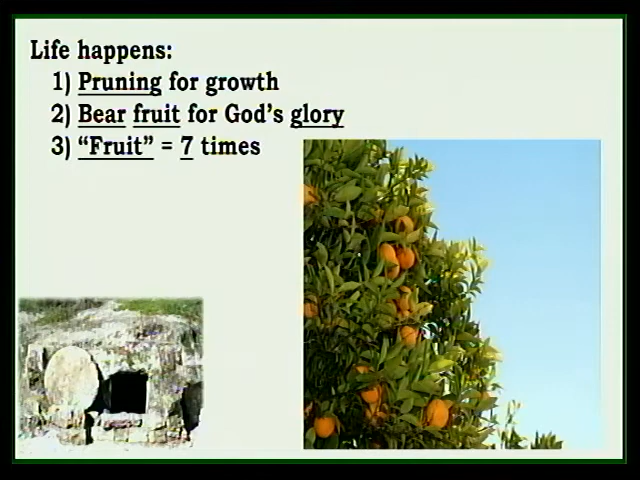 Life happens:
1) Pruning for growth
2) Bear fruit for God's glory
3) “Fruit” = 7 times